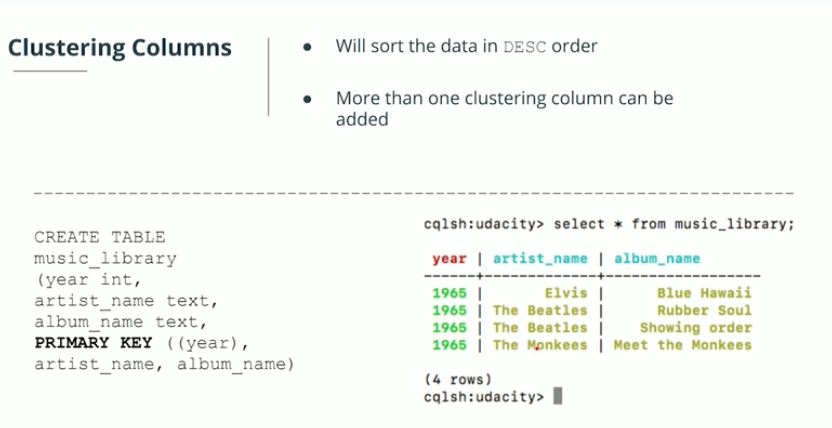 Clustering Columns
● Will sort the data in DESC order
● More than one clustering column can be
added
CREATE TABLE
music_library
(year int,
artist_name text,
album_name text,
PRIMARY KEY ((year),
artist_name, album_name)
cqlsh:udacity> select * from music_library;
year | artist_name | album_name
------+-------------+-------------------
1965 | Elvis | Blue Hawaii
1965 | The Beatles | Rubber Soul
1965 | The Beatles | Showing order
1965 | The Monkees | Meet the Monkees
(4 rows)
cqlsh:udacity>